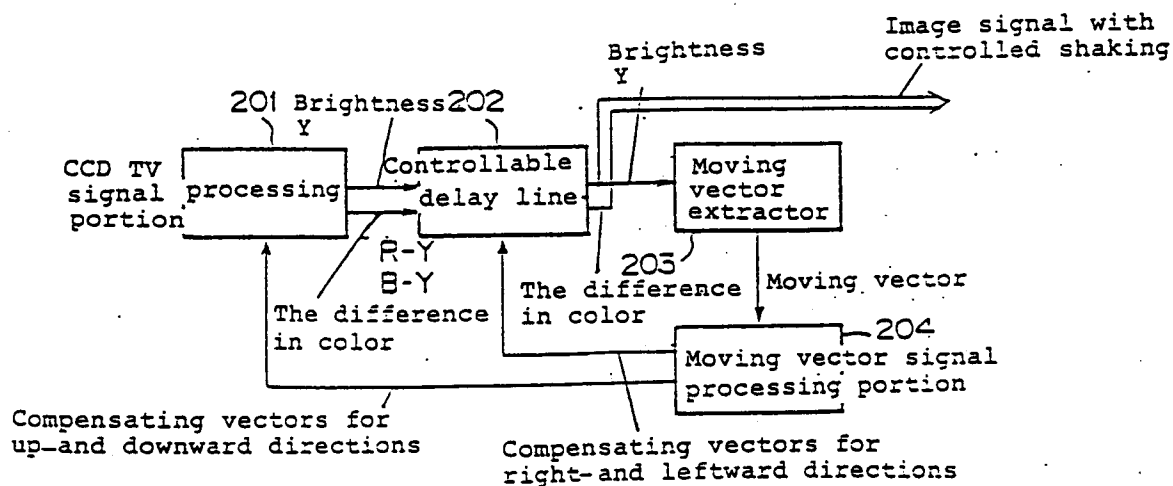 Image signal with
controlled shaking
Brightness
Y
201 Brightness 202
Y
CCD TV
signal
portion
processing
Controllable
delay line
Moving
vector
extractor
R-Y
B-Y
203
The difference
in color
The difference
in color
Moving vector
204
Moving vector signal
processing portion
Compensating vectors for
up-and downward directions
Compensating vectors for
right-and leftward directions